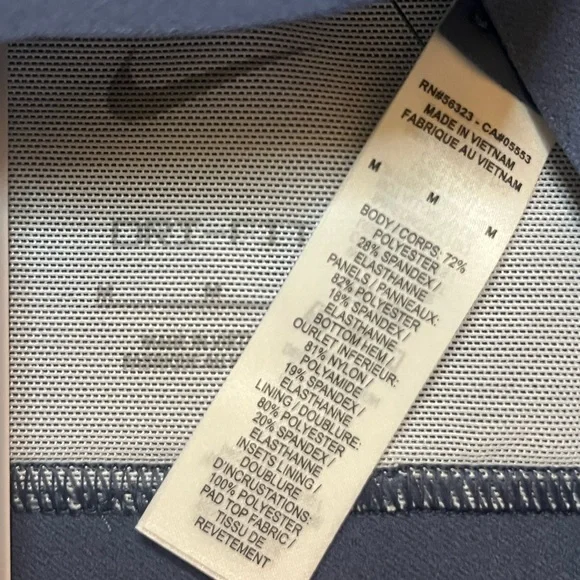 RN#56323 - CA#05553
MADE IN VIETNAM
FABRIQUE AU VIETNAM
M M M
BODY / CORPS: 72%
POLYESTER
28% SPANDEX /
ELASTHANNE
PANELS / PANNEAUX:
82% POLYESTER
18% SPANDEX /
ELASTHANNE
BOTTOM HEM /
OURLET INFERIEUR:
81% NYLON /
POLYAMIDE
19% SPANDEX /
ELASTHANNE
LINING / DOUBLURE:
80% POLYESTER
20% SPANDEX /
ELASTHANNE
INSETS LINING /
DOUBLURE
D'INCRUSTATIONS:
100% POLYESTER
PAD TOP FABRIC /
TISSU DE
REVETEMENT
DRI-FIT
M M